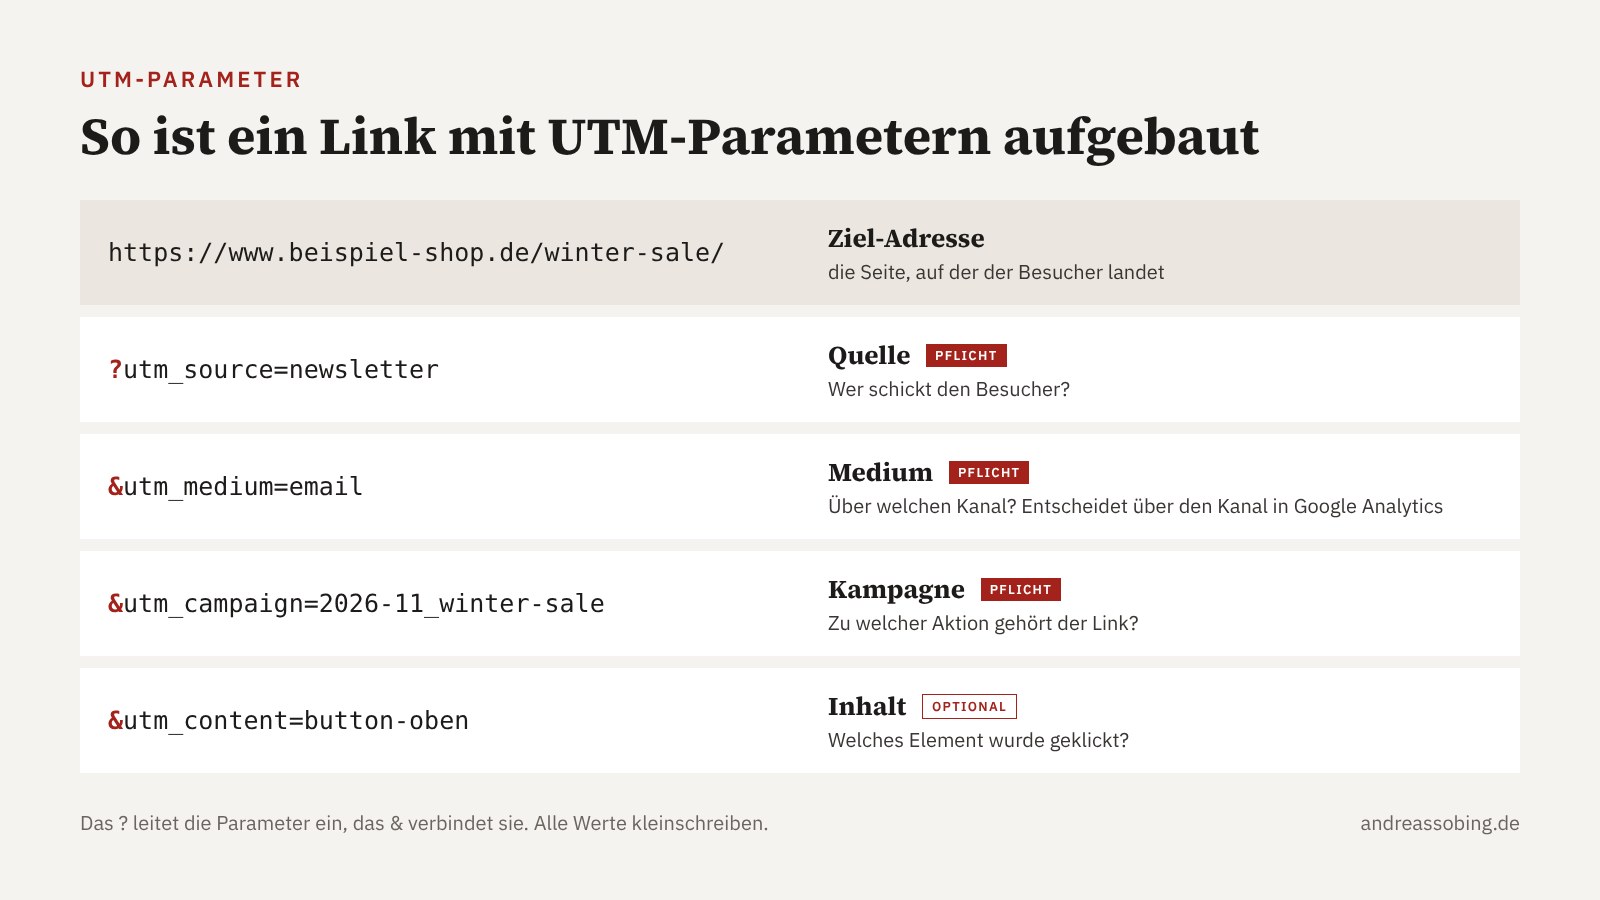 UTM-PARAMETER
So ist ein Link mit UTM-Parametern aufgebaut
https://www.beispiel-shop.de/winter-sale/
Ziel-Adresse
die Seite, auf der der Besucher landet
?utm_source=newsletter
Quelle PFLICHT
Wer schickt den Besucher?
&utm_medium=email
Medium PFLICHT
Über welchen Kanal? Entscheidet über den Kanal in Google Analytics
&utm_campaign=2026-11_winter-sale
Kampagne PFLICHT
Zu welcher Aktion gehört der Link?
&utm_content=button-oben
Inhalt OPTIONAL
Welches Element wurde geklickt?
Das ? leitet die Parameter ein, das & verbindet sie. Alle Werte kleinschreiben.
andreassobing.de